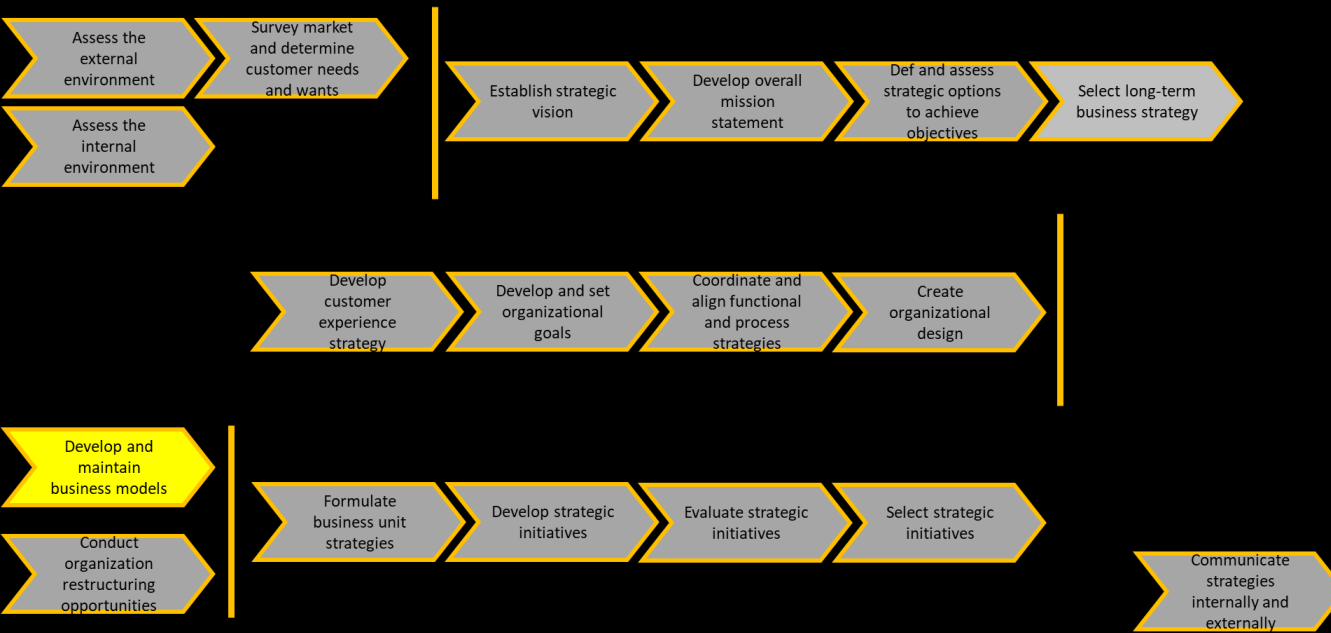 Assess the
external
environment
Survey market
and determine
customer needs
and wants
Assess the
internal
environment
Establish strategic
vision
Develop overall
mission
statement
Def and assess
strategic options
to achieve
objectives
Select long-term
business strategy
Develop
customer
experience
strategy
Develop and set
organizational
goals
Coordinate and
align functional
and process
strategies
Create
organizational
design
Develop and
maintain
business models
Conduct
organization
restructuring
opportunities
Formulate
business unit
strategies
Develop strategic
initiatives
Evaluate strategic
initiatives
Select strategic
initiatives
Communicate
strategies
internally and
externally